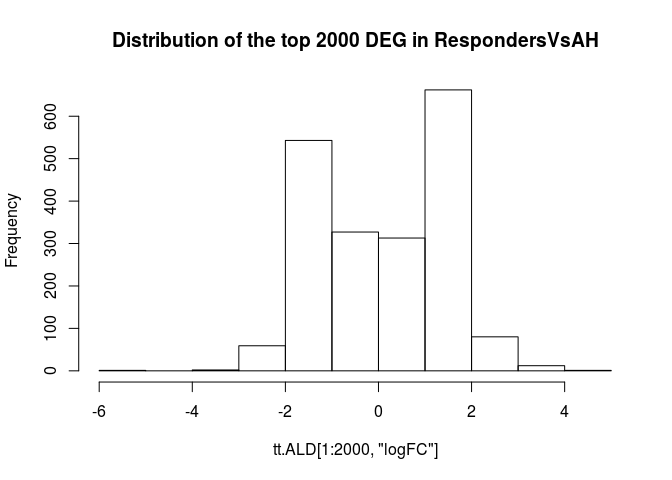 Distribution of the top 2000 DEG in RespondersVsAH
Frequency
600
500
400
300
200
100
0
-6 -4 -2 0 2 4
tt.ALD[1:2000, "logFC"]